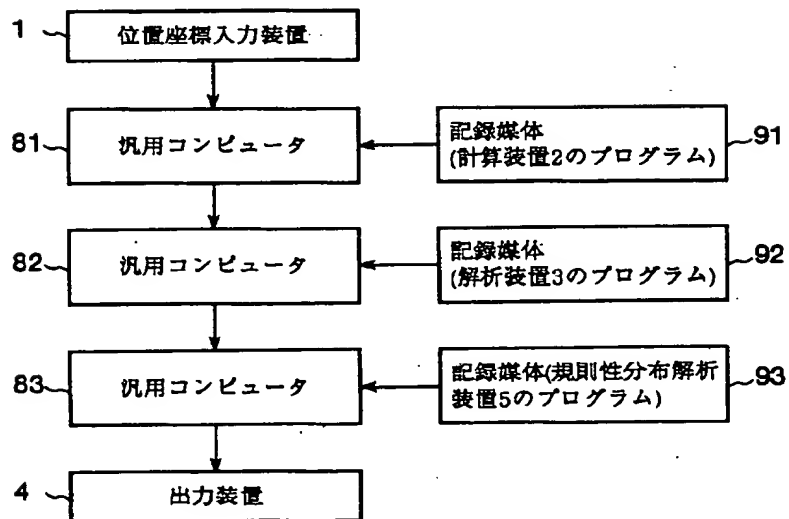 1
位置座標入力装置
81
汎用コンピュータ
記録媒体
(計算装置2のプログラム)
91
82
汎用コンピュータ
記録媒体
(解析装置3のプログラム)
92
83
汎用コンピュータ
記録媒体(規則性分布解析
装置5のプログラム)
93
4
出力装置